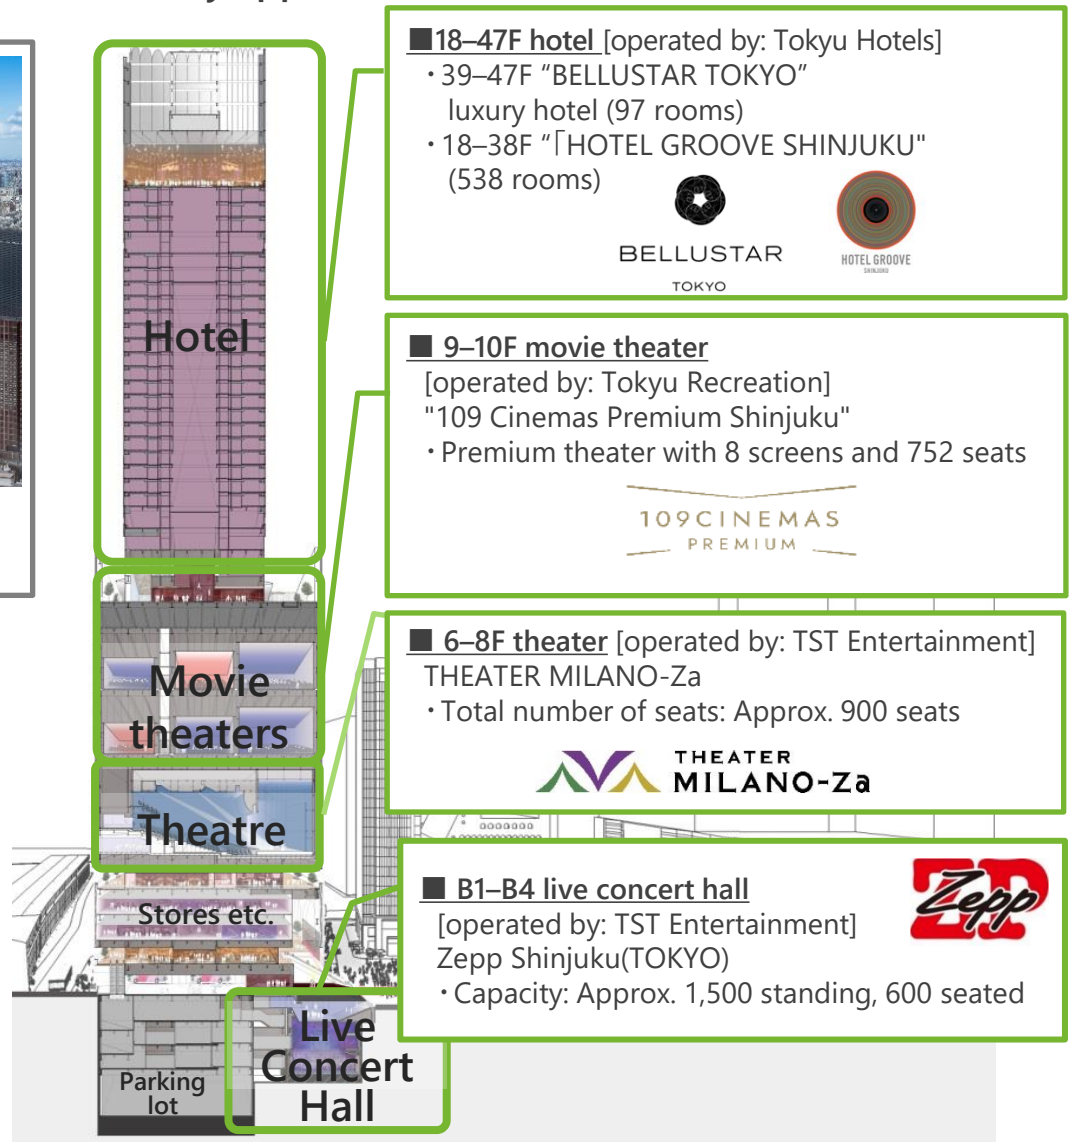 ■18–47F hotel [operated by: Tokyu Hotels]
・39–47F “BELLUSTAR TOKYO”
luxury hotel (97 rooms)
・18–38F “｢HOTEL GROOVE SHINJUKU"
(538 rooms)
BELLUSTAR
TOKYO
HOTEL GROOVE
SHINJUKU
Hotel
■ 9–10F movie theater
[operated by: Tokyu Recreation]
"109 Cinemas Premium Shinjuku"
・Premium theater with 8 screens and 752 seats
109CINEMAS
PREMIUM
Movie
theaters
■ 6–8F theater [operated by: TST Entertainment]
THEATER MILANO-Za
・Total number of seats: Approx. 900 seats
THEATER
MILANO-Za
Theatre
Stores etc.
■ B1–B4 live concert hall
[operated by: TST Entertainment]
Zepp Shinjuku(TOKYO)
・Capacity: Approx. 1,500 standing, 600 seated
Zepp
Live
Concert
Hall
Parking
lot